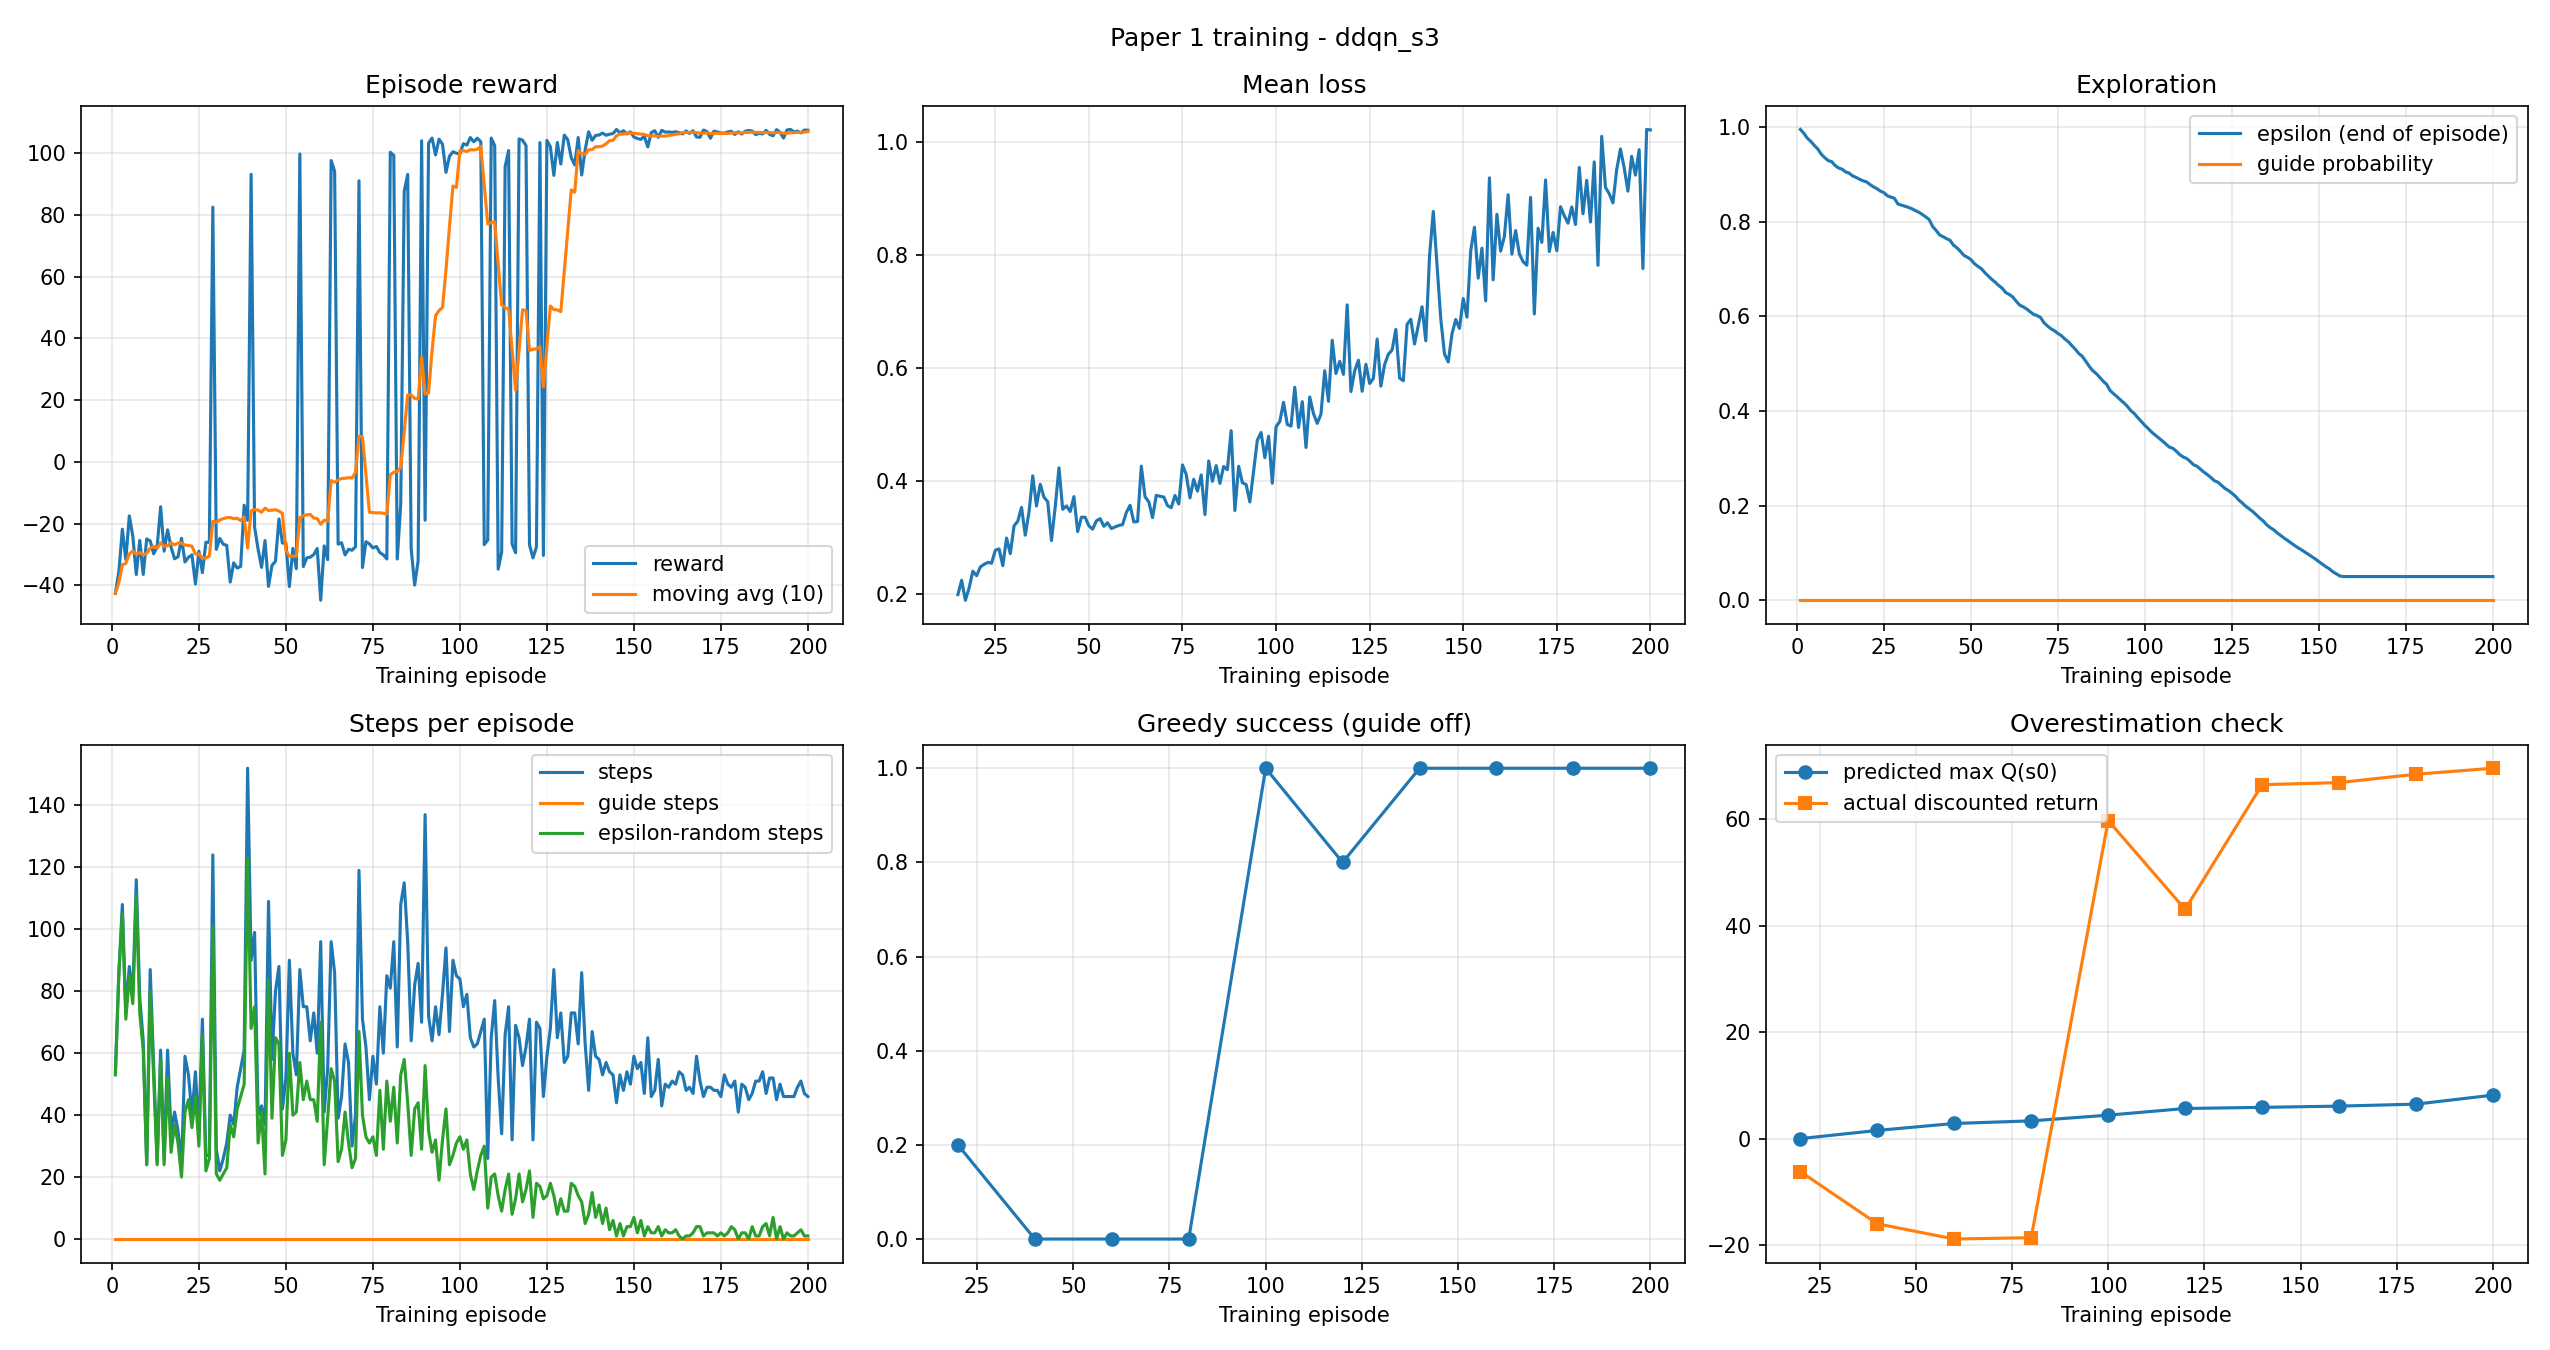 Paper 1 training - ddqn_s3
Episode reward
100
80
60
40
20
0
−20
−40
reward
moving avg (10)
0 25 50 75 100 125 150 175 200
Training episode
Mean loss
1.0
0.8
0.6
0.4
0.2
25 50 75 100 125 150 175 200
Training episode
Exploration
1.0
0.8
0.6
0.4
0.2
0.0
epsilon (end of episode)
guide probability
0 25 50 75 100 125 150 175 200
Training episode
Steps per episode
140
120
100
80
60
40
20
0
steps
guide steps
epsilon-random steps
0 25 50 75 100 125 150 175 200
Training episode
Greedy success (guide off)
1.0
0.8
0.6
0.4
0.2
0.0
25 50 75 100 125 150 175 200
Training episode
Overestimation check
60
40
20
0
−20
predicted max Q(s0)
actual discounted return
25 50 75 100 125 150 175 200
Training episode